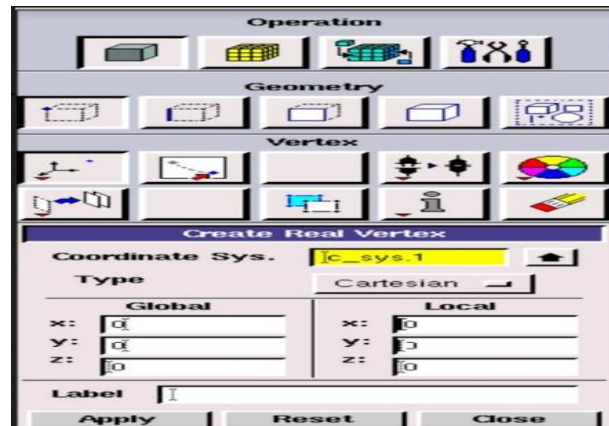 Operation
Geometry
Vertex
Create Real Vertex
Coordinate Sys. c_sys.1
Type Cartesian
Global Local
x: 0 x: 0
y: 0 y: 0
z: 0 z: 0
Label
Apply Reset Close